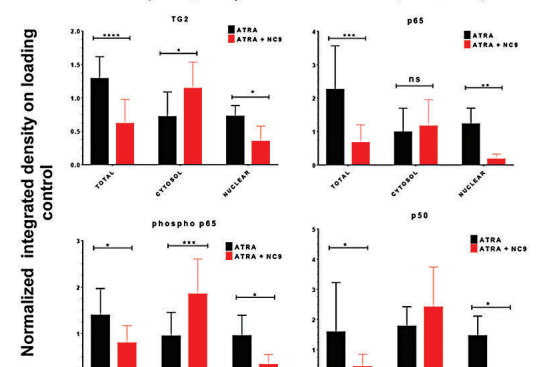 Normalized integrated density on loading
control
TG2
ATRA
ATRA + NC9
2.0
1.5
1.0
0.5
0.0
****
*
*
TOTAL
CYTOSOL
NUCLEAR
p65
ATRA
ATRA + NC9
4
3
2
1
0
***
ns
**
TOTAL
CYTOSOL
NUCLEAR
phospho p65
ATRA
ATRA + NC9
3
2
1
*
***
*
p50
ATRA
ATRA + NC9
5
4
3
2
1
*
*